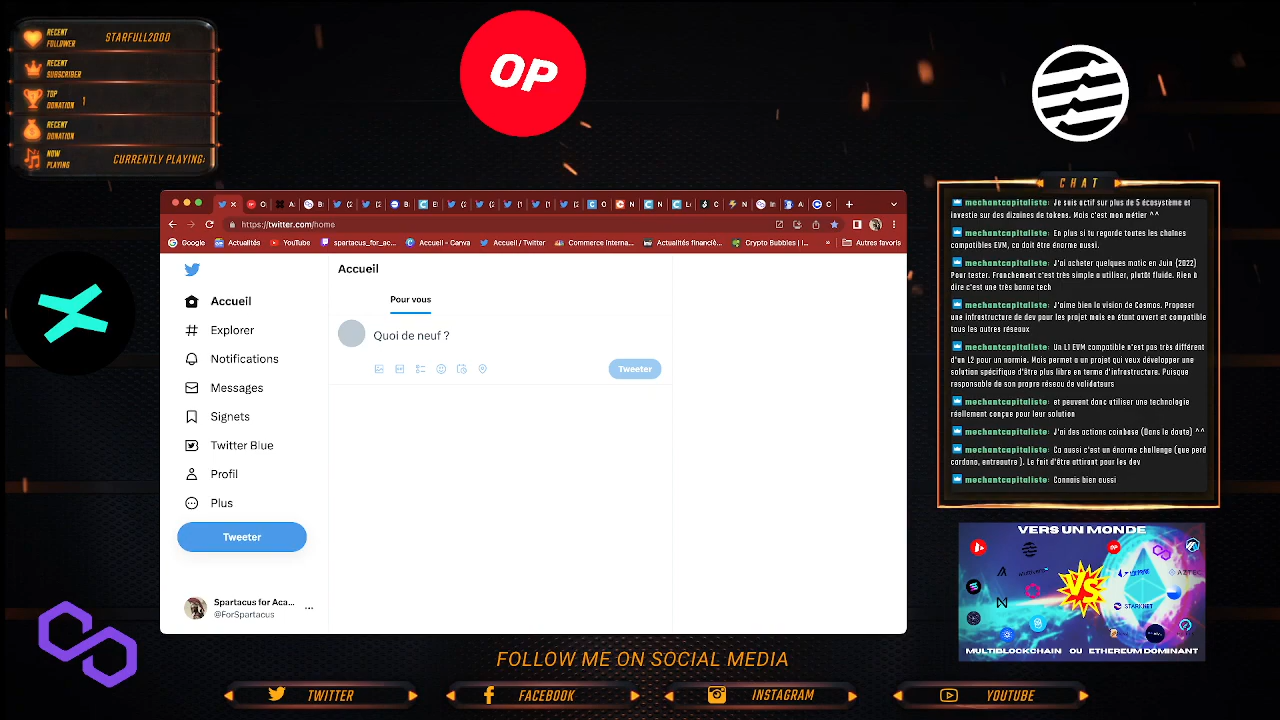 RECENT
FOLLOWER
STARFULL2000
RECENT
SUBSCRIBER
TOP
DONATION
RECENT
DONATION
NOW
PLAYING
CURRENTLY PLAYING:
OP
https://twitter.com/home
Google
Actualités
YouTube
spartacus_for_ac...
Accueil – Canva
Accueil / Twitter
Commerce Interna...
Actualités financiè...
Crypto Bubbles | I...
»
Autres favoris
Accueil
Explorer
Notifications
Messages
Signets
Twitter Blue
Profil
Plus
Tweeter
Spartacus for Aca...
@ForSpartacus
Accueil
Pour vous
Quoi de neuf ?
Tweeter
CHAT
mechantcapitaliste: Je suis actif sur plus de 5 écosystème et
investie sur des dizaines de tokens. Mais c'est mon métier ^^
mechantcapitaliste: En plus si tu regarde toutes les chaînes
compatibles EVM, ca doit être énorme aussi.
mechantcapitaliste: J'ai acheter quelques matic en Juin (2022)
Pour tester. Franchement c'est très simple a utiliser, plutôt fluide. Rien à
dire c'est une très bonne tech
mechantcapitaliste: J'aime bien la vision de Cosmos. Proposer
une infrastructure de dev pour les projet mais en étant ouvert et compatible
tous les autres réseaux
mechantcapitaliste: Un L1 EVM compatible n'est pas très différent
d'un L2 pour un normie. Mais permet a un projet qui veux développer une
solution spécifique d'être plus libre en terme d'infrastructure. Puisque
responsable de son propre réseau de validateurs
mechantcapitaliste: et peuvent donc utiliser une technologie
réellement conçue pour leur solution
mechantcapitaliste: J'ai des actions coinbase (Dans le doute) ^^
mechantcapitaliste: Ca aussi c'est un énorme challenge (que perd
cardano, entreautre ). Le fait d'être attirant pour les dev
mechantcapitaliste: Connais bien aussi
VERS UN MONDE
OP
VS
AZTEC
STARKNET
MULTIBLOCKCHAIN OU ETHEREUM DOMINANT
FOLLOW ME ON SOCIAL MEDIA
TWITTER
FACEBOOK
INSTAGRAM
YOUTUBE